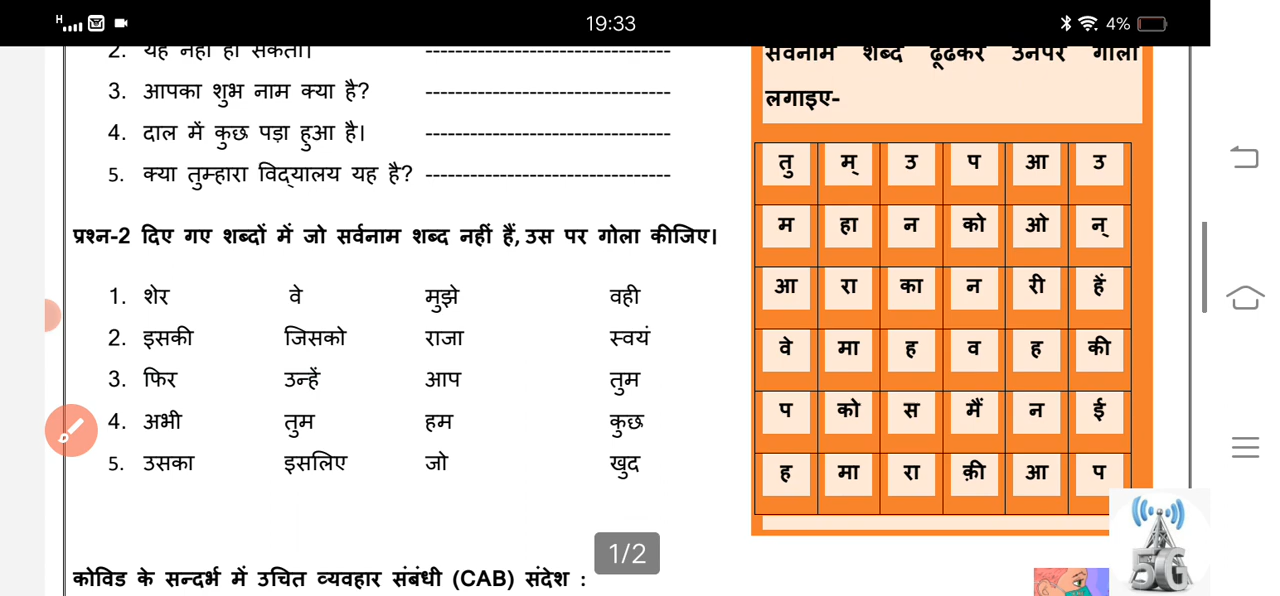 H 19:33 4%
2. यह नहीं हो सकता। --------------------------------
3. आपका शुभ नाम क्या है? --------------------------------
4. दाल में कुछ पड़ा हुआ है। --------------------------------
5. क्या तुम्हारा विद्यालय यह है? --------------------------------
प्रश्न-2 दिए गए शब्दों में जो सर्वनाम शब्द नहीं हैं, उस पर गोला कीजिए।
1. शेर वे मुझे वही
2. इसकी जिसको राजा स्वयं
3. फिर उन्हें आप तुम
4. अभी तुम हम कुछ
5. उसका इसलिए जो खुद
1/2
कोविड के सन्दर्भ में उचित व्यवहार संबंधी (CAB) संदेश :
सर्वनाम शब्द ढूंढकर उनपर गोला
लगाइए-
तु म् उ प आ उ
म हा न को ओ न्
आ रा का न री हें
वे मा ह व ह की
प को स मैं न ई
ह मा रा क़ी आ प
5G